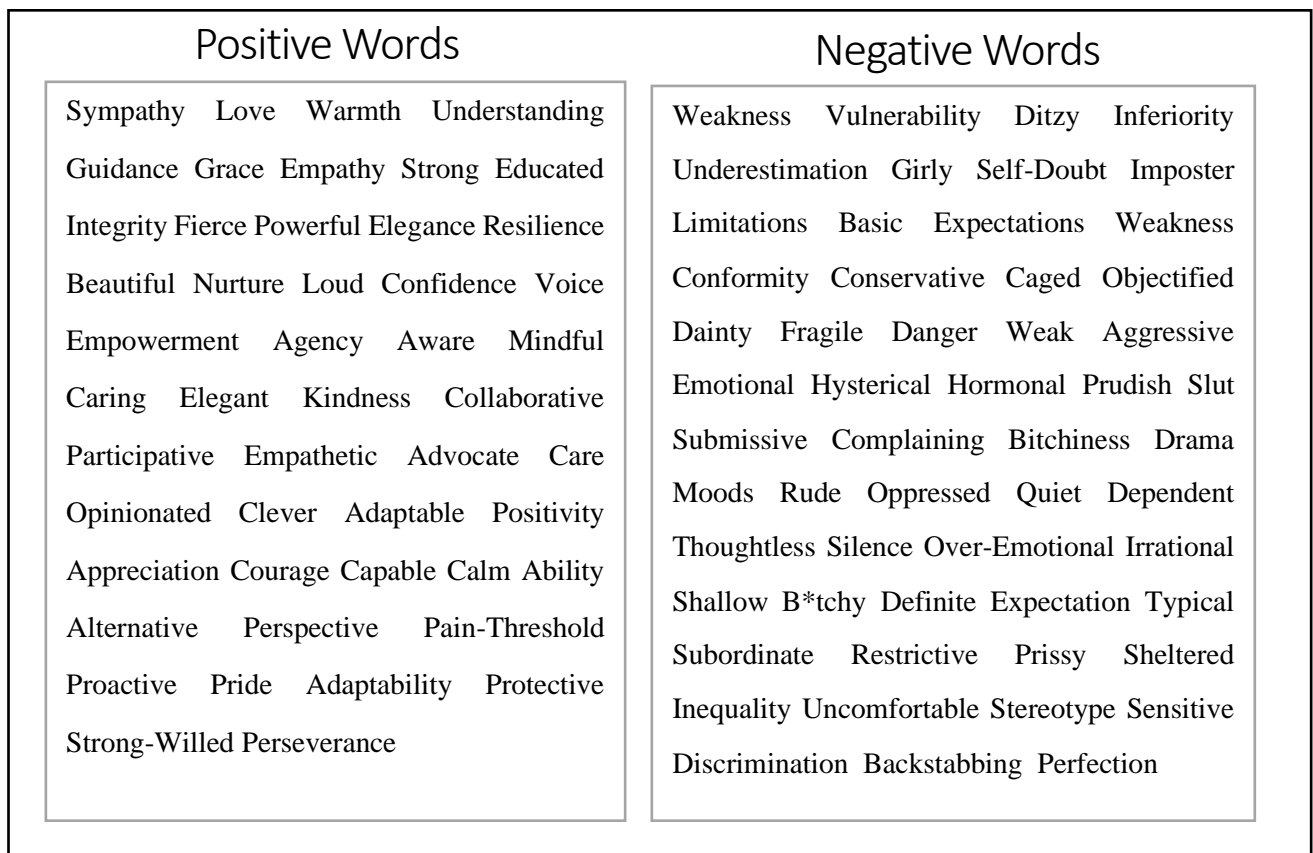 Positive Words
Sympathy Love Warmth Understanding
Guidance Grace Empathy Strong Educated
Integrity Fierce Powerful Elegance Resilience
Beautiful Nurture Loud Confidence Voice
Empowerment Agency Aware Mindful
Caring Elegant Kindness Collaborative
Participative Empathetic Advocate Care
Opinionated Clever Adaptable Positivity
Appreciation Courage Capable Calm Ability
Alternative Perspective Pain-Threshold
Proactive Pride Adaptability Protective
Strong-Willed Perseverance
Negative Words
Weakness Vulnerability Ditzy Inferiority
Underestimation Girly Self-Doubt Imposter
Limitations Basic Expectations Weakness
Conformity Conservative Caged Objectified
Dainty Fragile Danger Weak Aggressive
Emotional Hysterical Hormonal Prudish Slut
Submissive Complaining Bitchiness Drama
Moods Rude Oppressed Quiet Dependent
Thoughtless Silence Over-Emotional Irrational
Shallow B*tchy Definite Expectation Typical
Subordinate Restrictive Prissy Sheltered
Inequality Uncomfortable Stereotype Sensitive
Discrimination Backstabbing Perfection